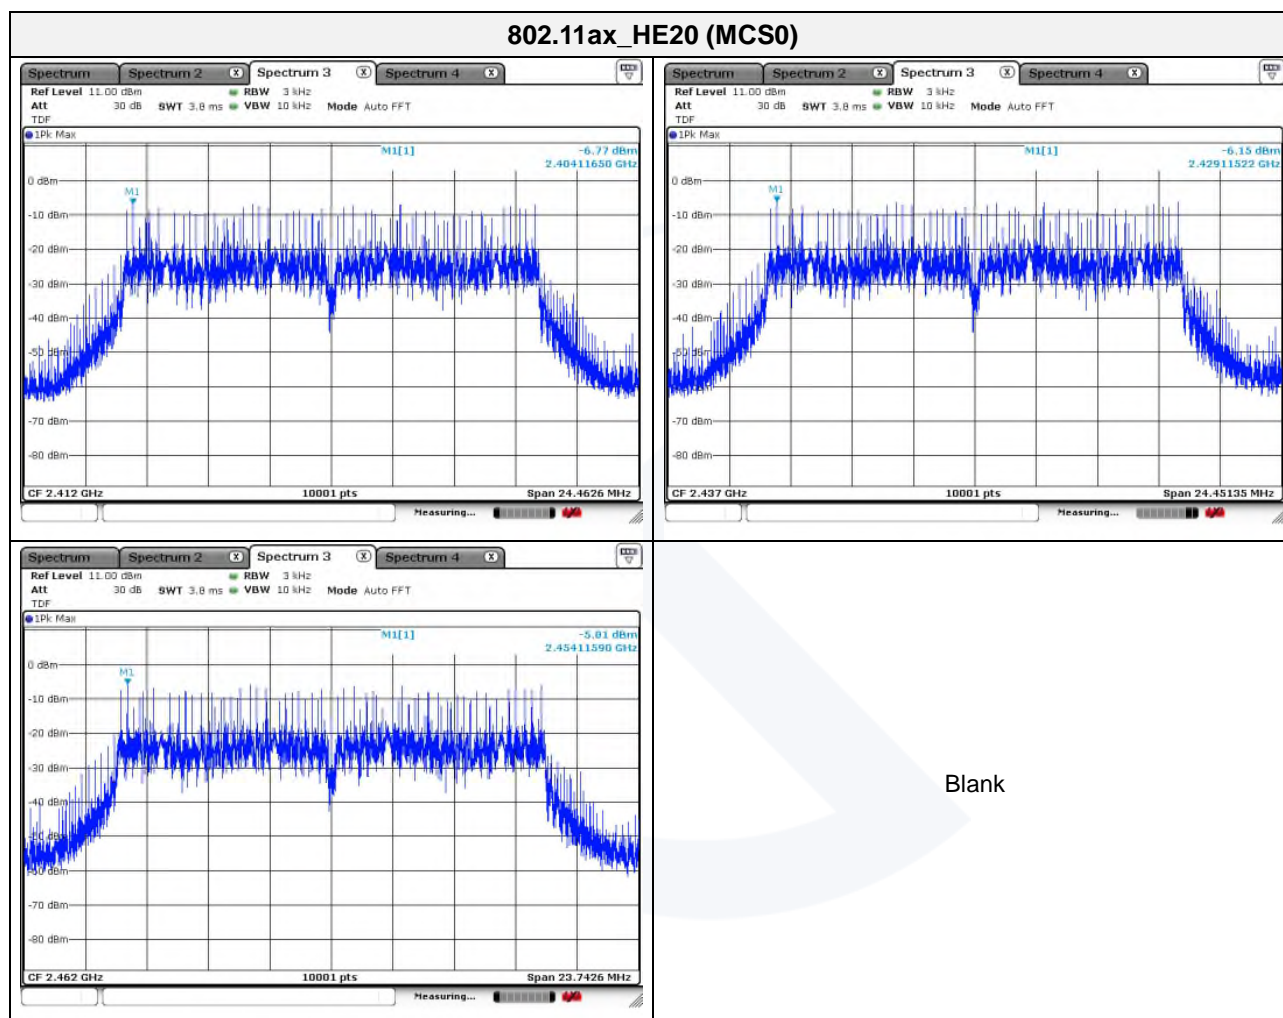 802.11ax_HE20 (MCS0)
Spectrum Spectrum 2 X Spectrum 3 X Spectrum 4 X
Ref Level 11.00 dBm RBW 3 kHz
Att 30 dB SWT 3.8 ms VBW 10 kHz Mode Auto FFT
TDF
1Pk Max
M1[1] -6.77 dBm
2.40411650 GHz
0 dBm
M1
-10 dBm
-20 dBm
-30 dBm
-40 dBm
-50 dBm
-70 dBm
-80 dBm
CF 2.412 GHz 10001 pts Span 24.4626 MHz
Measuring...
Spectrum Spectrum 2 X Spectrum 3 X Spectrum 4 X
Ref Level 11.00 dBm RBW 3 kHz
Att 30 dB SWT 3.8 ms VBW 10 kHz Mode Auto FFT
TDF
1Pk Max
M1[1] -6.15 dBm
2.42911522 GHz
0 dBm
M1
-10 dBm
-20 dBm
-30 dBm
-40 dBm
-50 dBm
-70 dBm
-80 dBm
CF 2.437 GHz 10001 pts Span 24.45135 MHz
Measuring...
Spectrum Spectrum 2 X Spectrum 3 X Spectrum 4 X
Ref Level 11.00 dBm RBW 3 kHz
Att 30 dB SWT 3.8 ms VBW 10 kHz Mode Auto FFT
TDF
1Pk Max
M1[1] -5.81 dBm
2.45411590 GHz
0 dBm
M1
-10 dBm
-20 dBm
-30 dBm
-40 dBm
-50 dBm
-60 dBm
-70 dBm
-80 dBm
CF 2.462 GHz 10001 pts Span 23.7426 MHz
Measuring...
Blank